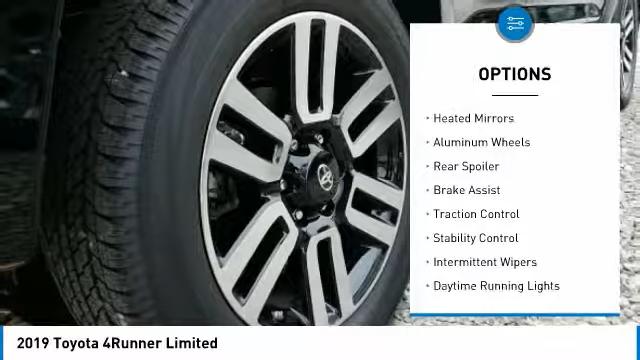 OPTIONS
Heated Mirrors
Aluminum Wheels
Rear Spoiler
Brake Assist
Traction Control
Stability Control
Intermittent Wipers
Daytime Running Lights
2019 Toyota 4Runner Limited